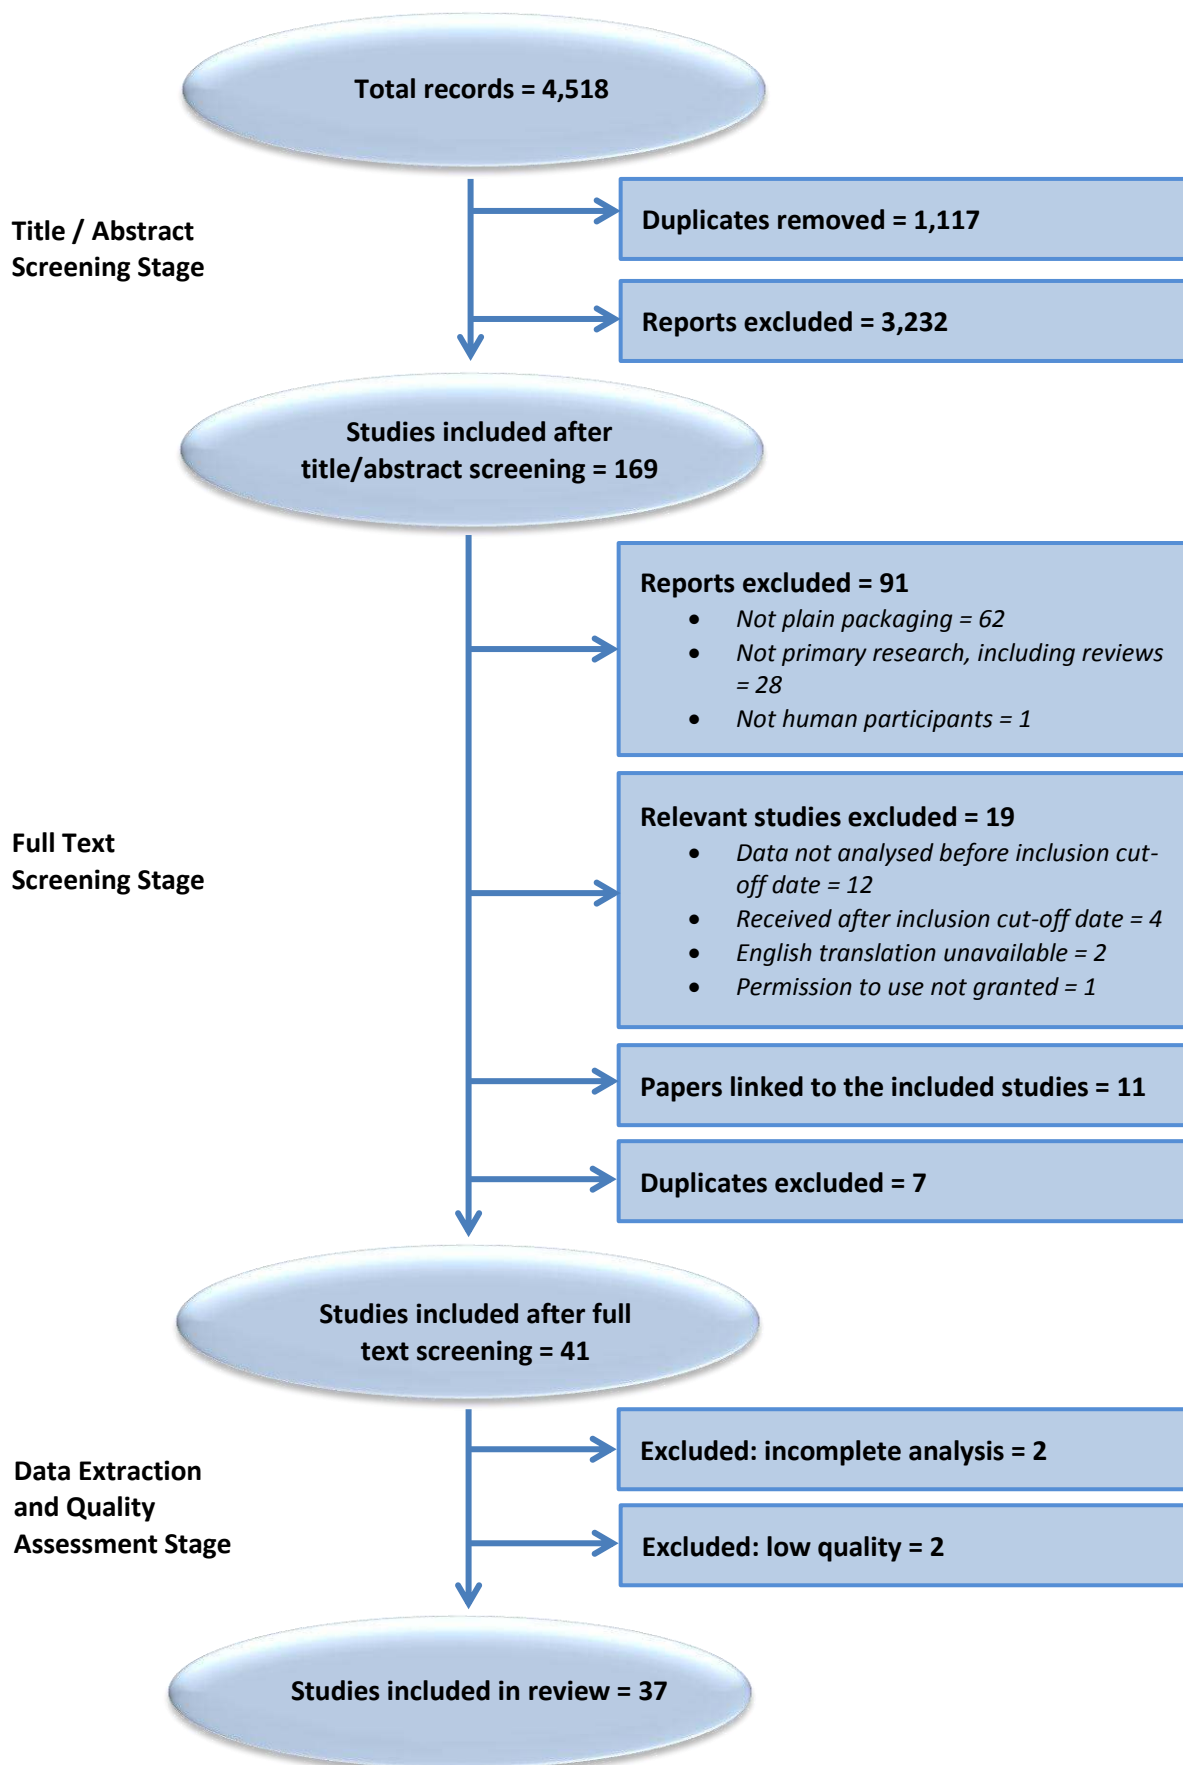 Total records = 4,518
Title / Abstract
Screening Stage
Duplicates removed = 1,117
Reports excluded = 3,232
Studies included after
title/abstract screening = 169
Full Text
Screening Stage
Reports excluded = 91
• Not plain packaging = 62
• Not primary research, including reviews
= 28
• Not human participants = 1
Relevant studies excluded = 19
• Data not analysed before inclusion cut-
off date = 12
• Received after inclusion cut-off date = 4
• English translation unavailable = 2
• Permission to use not granted = 1
Papers linked to the included studies = 11
Duplicates excluded = 7
Studies included after full
text screening = 41
Data Extraction
and Quality
Assessment Stage
Excluded: incomplete analysis = 2
Excluded: low quality = 2
Studies included in review = 37